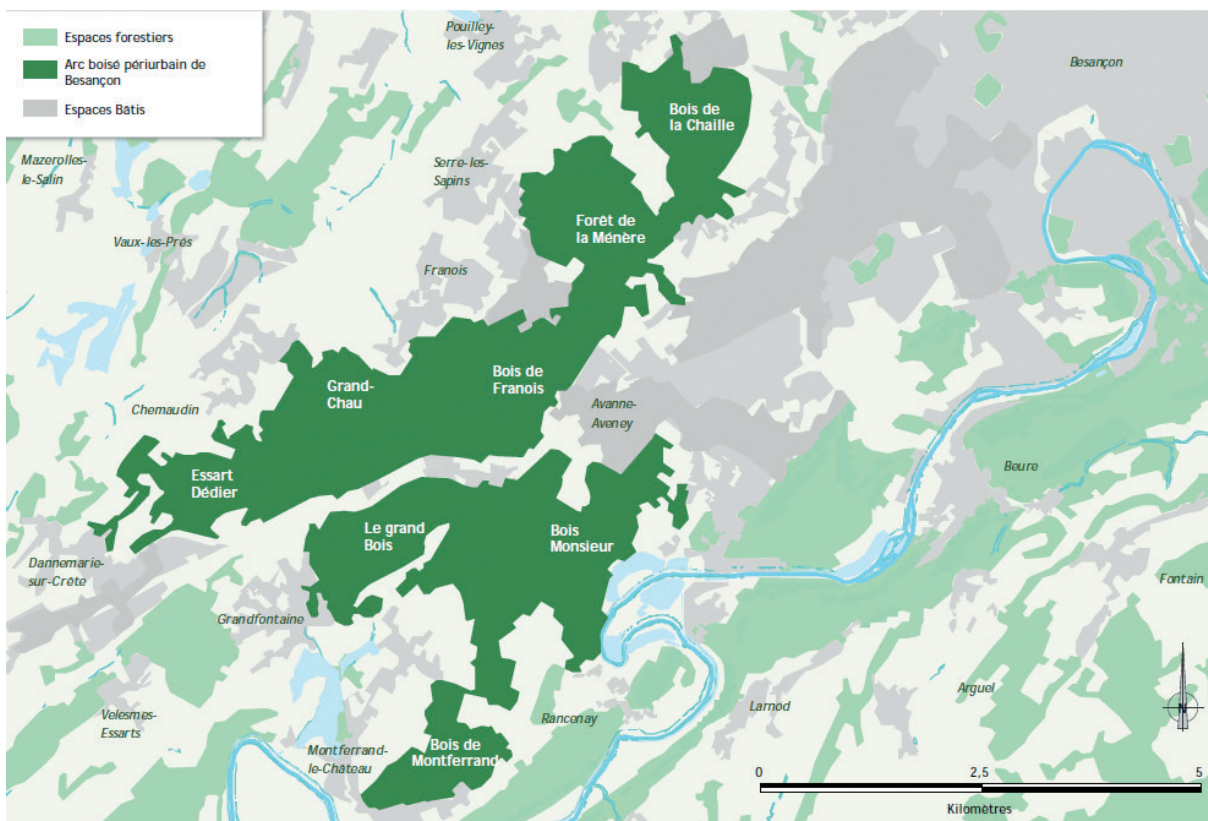 Espaces forestiers
Arc boisé périurbain de
Besançon
Espaces Bâtis
Pouilley-
les-Vignes
Besançon
Bois de
la Chaille
Mazerolles-
le-Salin
Serre-les-
Sapins
Forêt de
la Ménère
Vaux-les-Prés
Franois
Grand-
Chau
Bois de
Franois
Chemaudin
Avanne-
Aveney
Essart
Dédier
Beure
Le grand
Bois
Bois
Monsieur
Dannemarie-
sur-Crête
Fontain
Grandfontaine
Arguel
Velesmes-
Essarts
Rancenay
Larnod
N
Montferrand-
le-Château
Bois de
Montferrand
0
2,5
5
Kilomètres